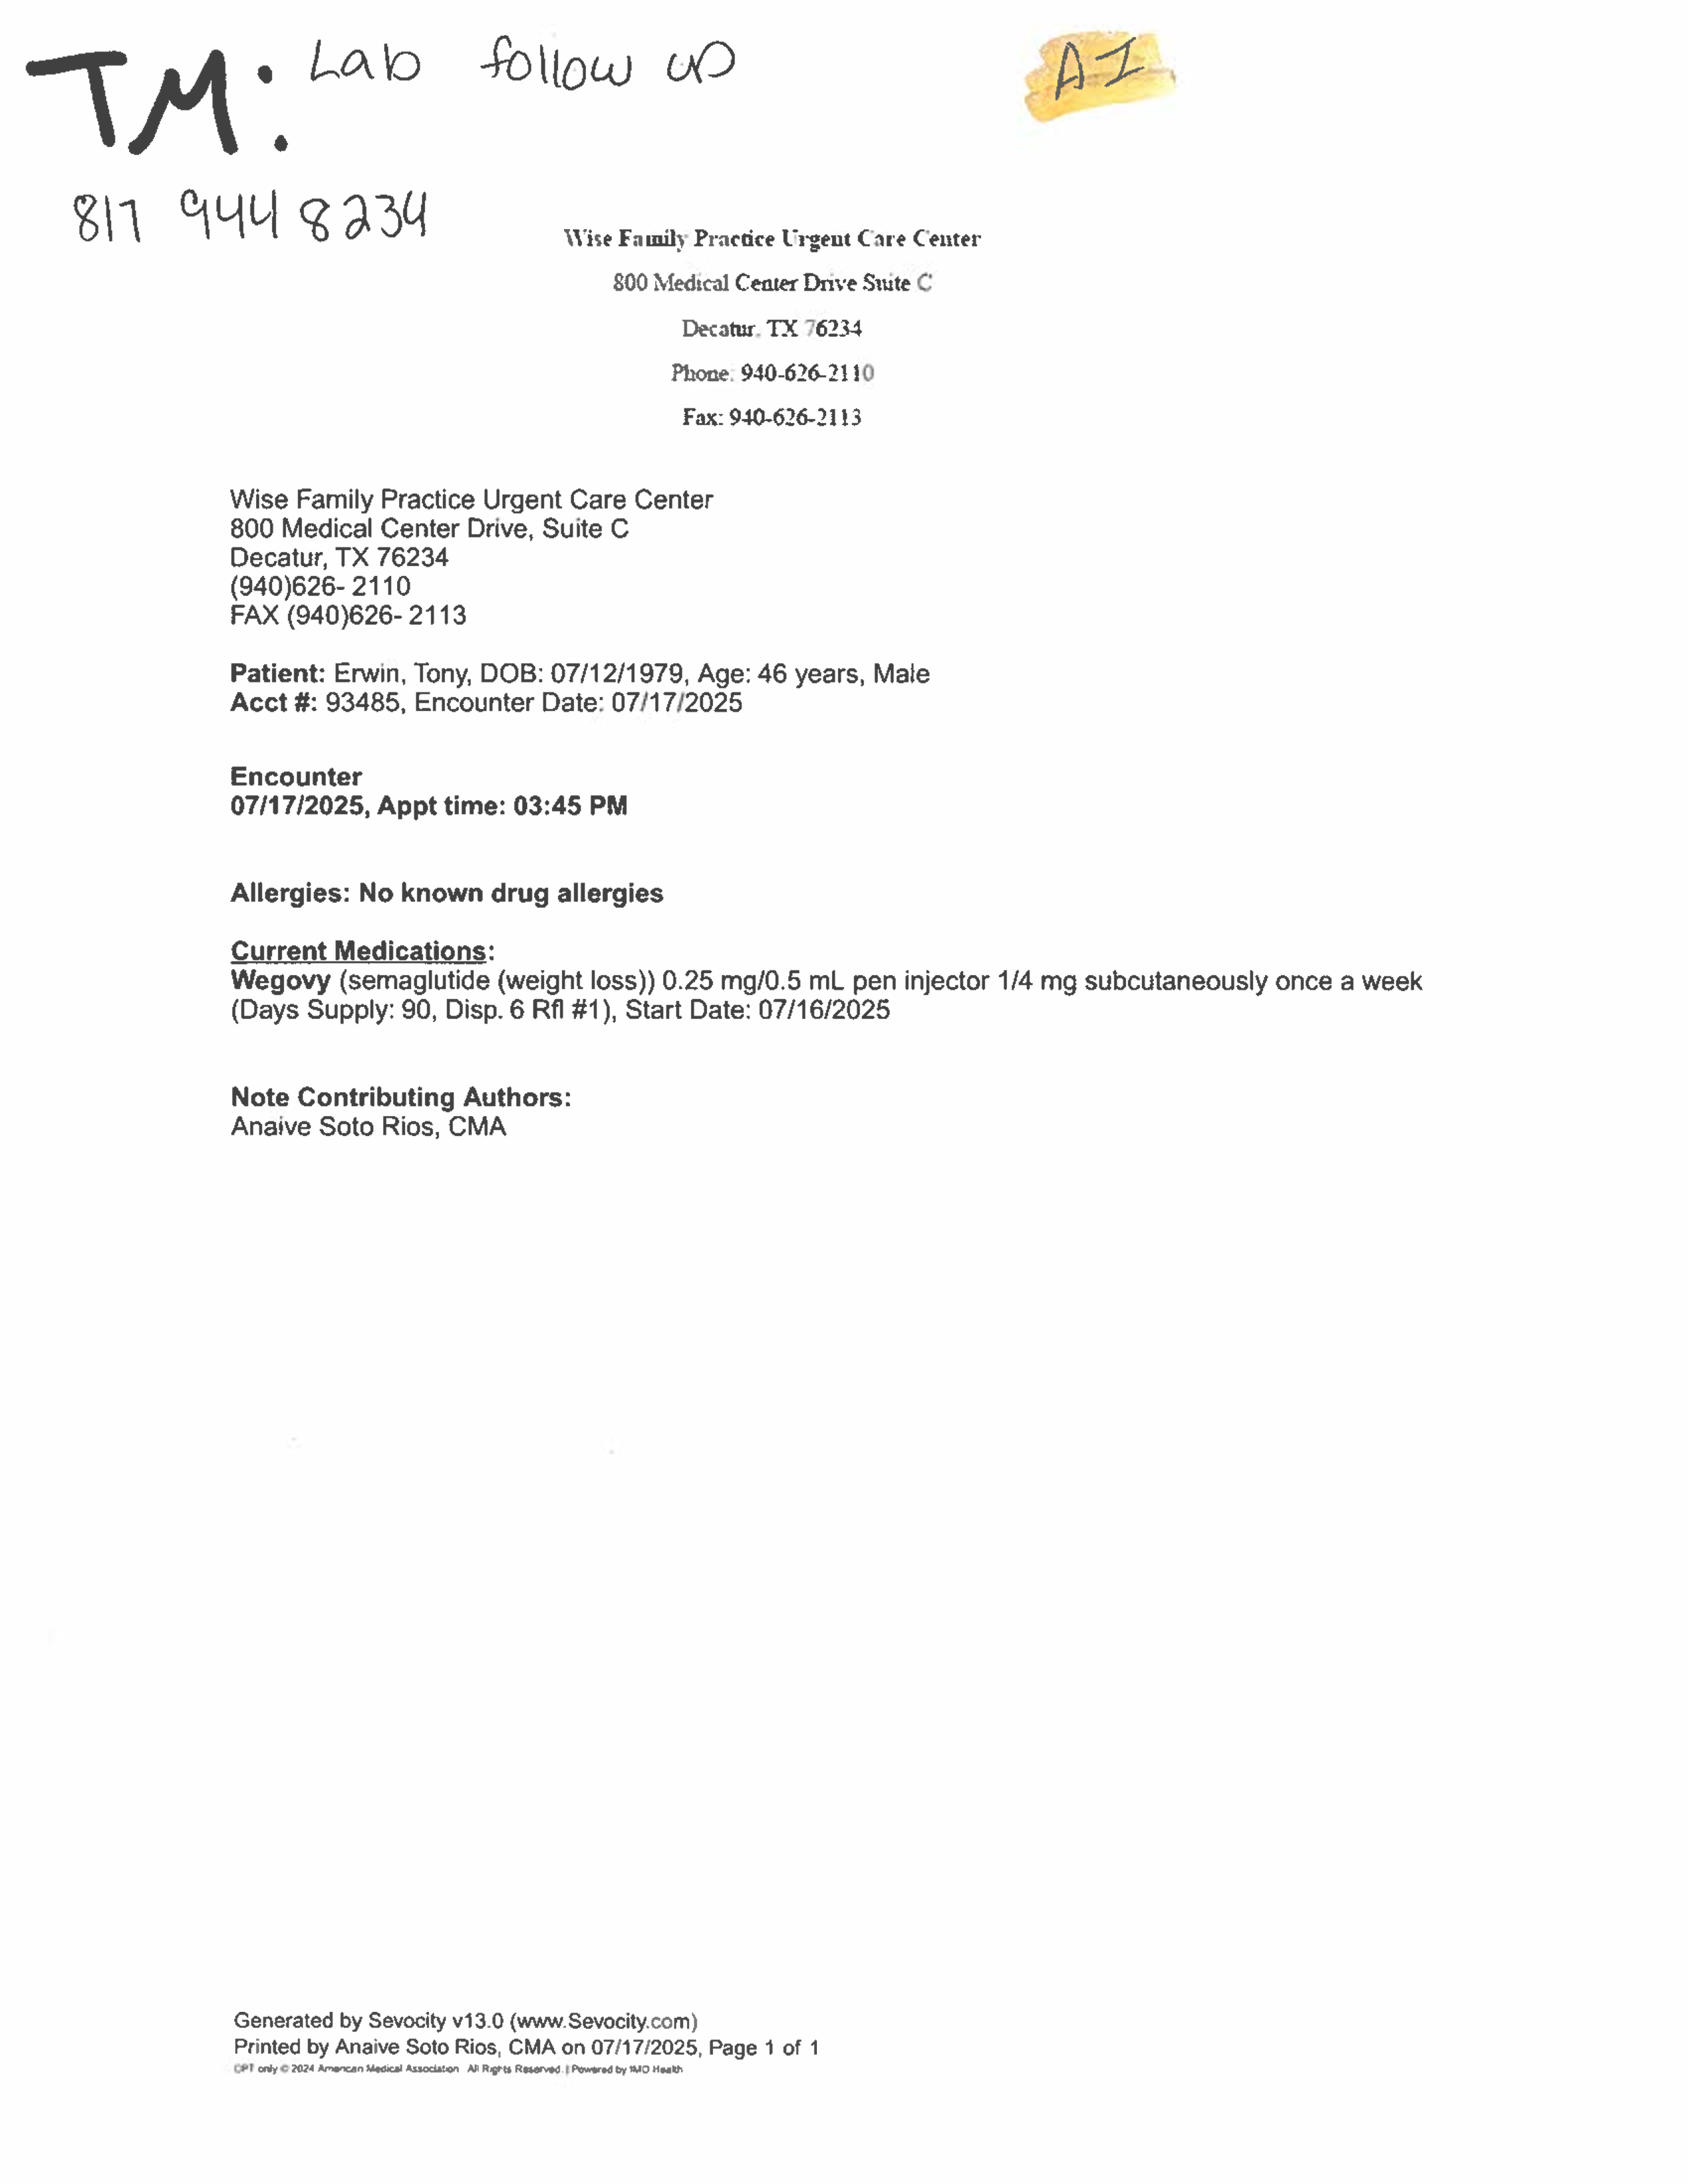 TM: Lab follow up
AI
817 944 8234
Wise Family Practice Urgent Care Center
800 Medical Center Drive Suite C
Decatur, TX 76234
Phone: 940-626-2110
Fax: 940-626-2113
Wise Family Practice Urgent Care Center
800 Medical Center Drive, Suite C
Decatur, TX 76234
(940)626- 2110
FAX (940)626- 2113
Patient: Erwin, Tony, DOB: 07/12/1979, Age: 46 years, Male
Acct #: 93485, Encounter Date: 07/17/2025
Encounter
07/17/2025, Appt time: 03:45 PM
Allergies: No known drug allergies
Current Medications:
Wegovy (semaglutide (weight loss)) 0.25 mg/0.5 mL pen injector 1/4 mg subcutaneously once a week
(Days Supply: 90, Disp. 6 Rfl #1), Start Date: 07/16/2025
Note Contributing Authors:
Anaive Soto Rios, CMA
Generated by Sevocity v13.0 (www.Sevocity.com)
Printed by Anaive Soto Rios, CMA on 07/17/2025, Page 1 of 1
CPT only © 2024 American Medical Association All Rights Reserved. | Powered by IMO Health